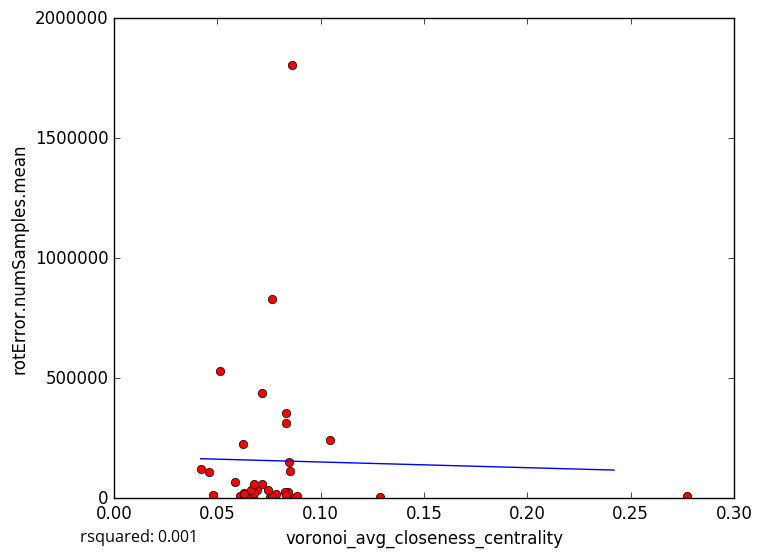 2000000
1500000
1000000
500000
0
rotError.numSamples.mean
0.00 0.05 0.10 0.15 0.20 0.25 0.30
voronoi_avg_closeness_centrality
rsquared: 0.001